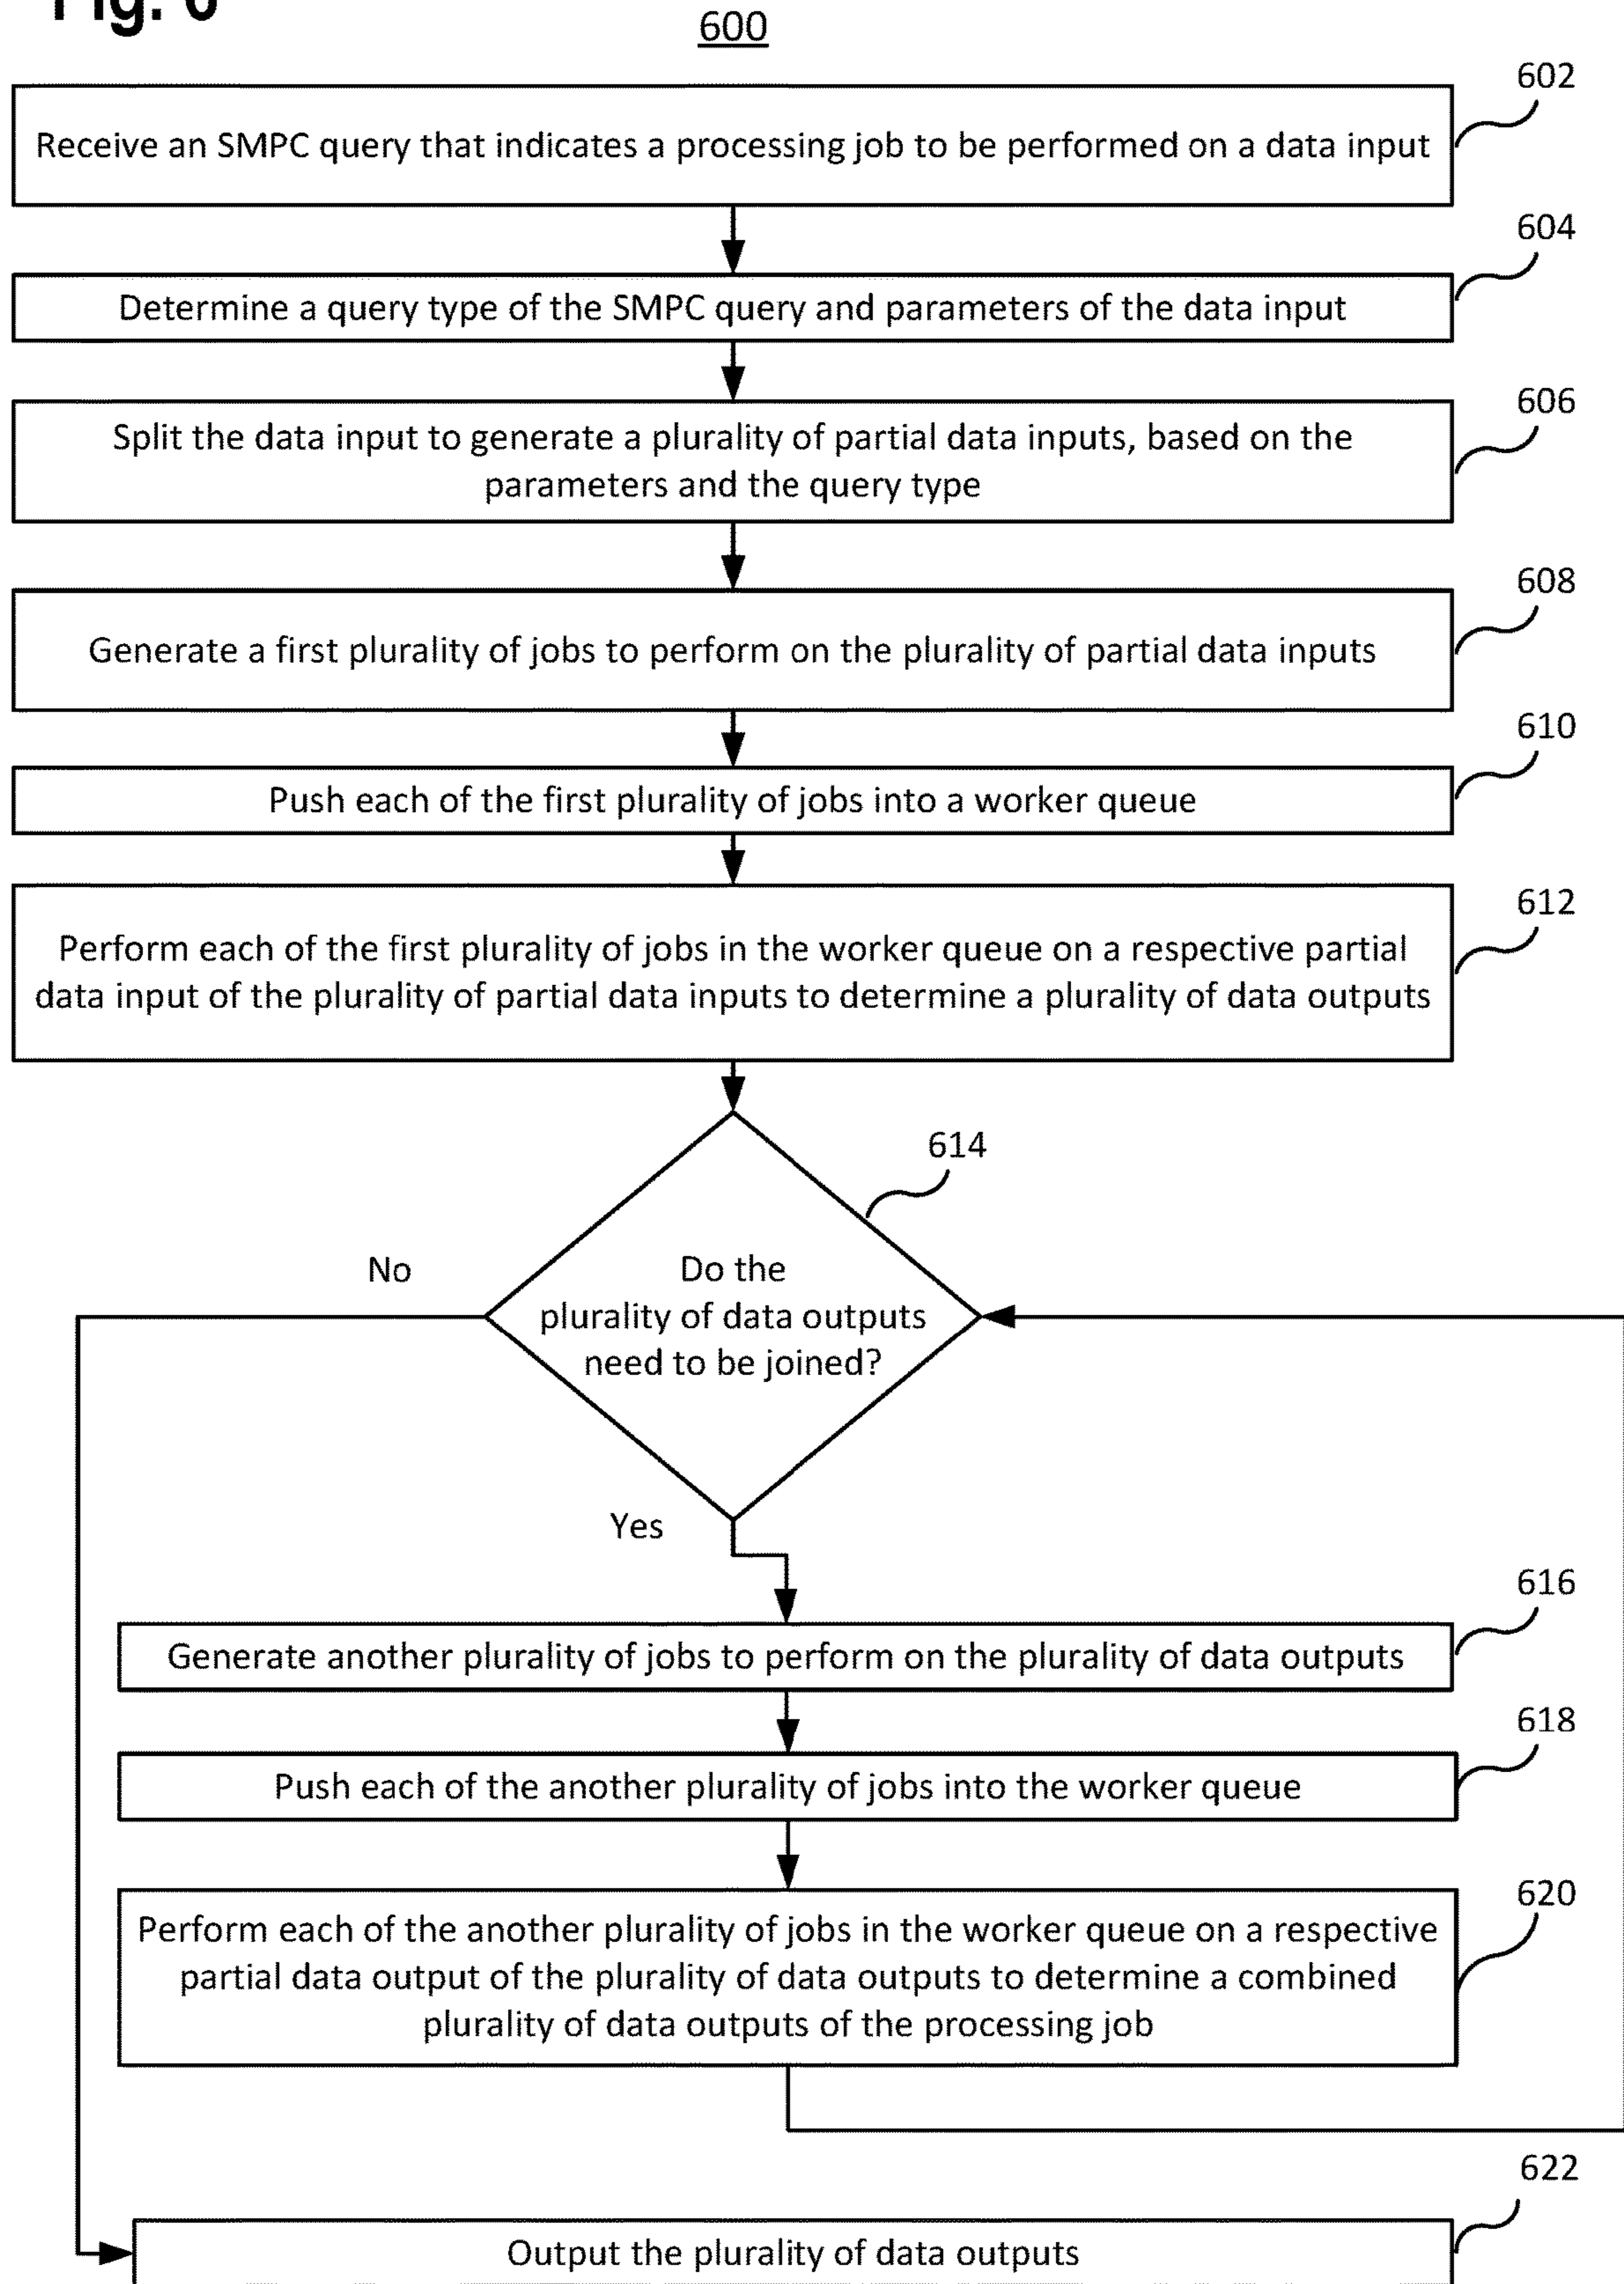 Fig. 6
600
602
Receive an SMPC query that indicates a processing job to be performed on a data input
604
Determine a query type of the SMPC query and parameters of the data input
606
Split the data input to generate a plurality of partial data inputs, based on the
parameters and the query type
608
Generate a first plurality of jobs to perform on the plurality of partial data inputs
610
Push each of the first plurality of jobs into a worker queue
612
Perform each of the first plurality of jobs in the worker queue on a respective partial
data input of the plurality of partial data inputs to determine a plurality of data outputs
614
No
Do the
plurality of data outputs
need to be joined?
Yes
616
Generate another plurality of jobs to perform on the plurality of data outputs
618
Push each of the another plurality of jobs into the worker queue
620
Perform each of the another plurality of jobs in the worker queue on a respective
partial data output of the plurality of data outputs to determine a combined
plurality of data outputs of the processing job
622
Output the plurality of data outputs